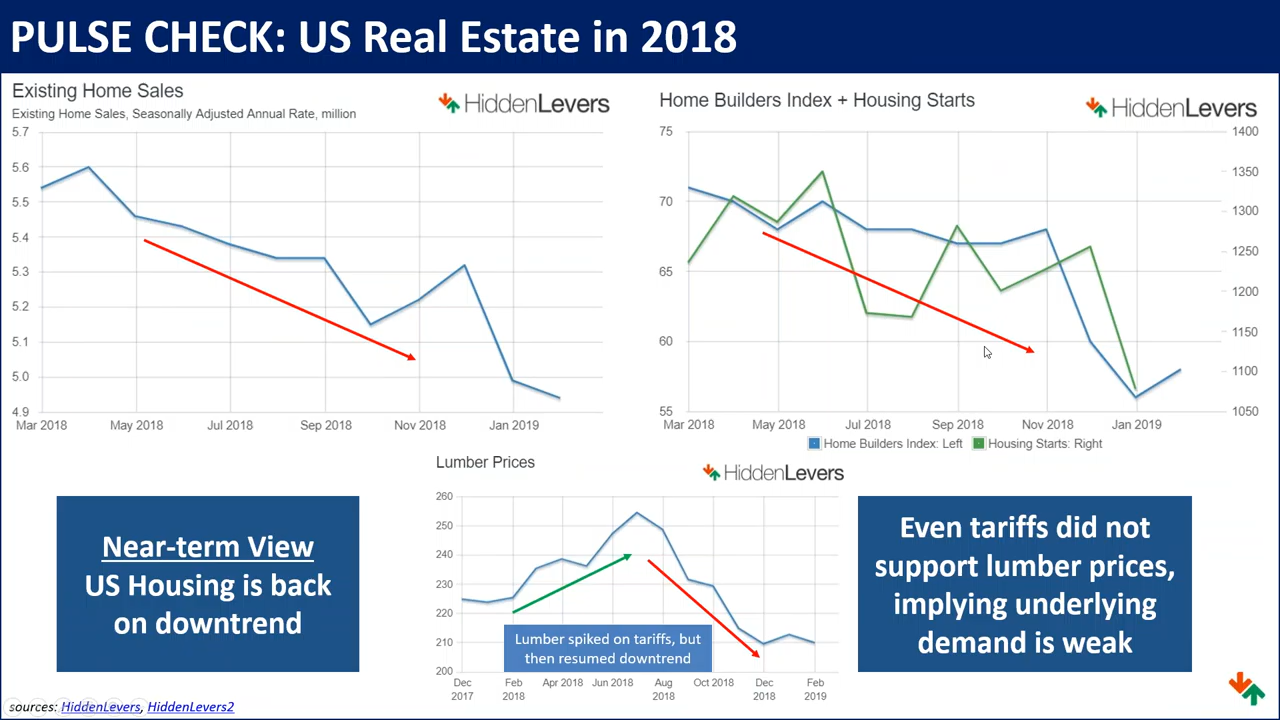 PULSE CHECK: US Real Estate in 2018
Existing Home Sales
HiddenLevers
Existing Home Sales, Seasonally Adjusted Annual Rate, million
5.7
5.6
5.5
5.4
5.3
5.2
5.1
5.0
4.9
Mar 2018 May 2018 Jul 2018 Sep 2018 Nov 2018 Jan 2019
Home Builders Index + Housing Starts
HiddenLevers
75 1400
1350
70 1300
1250
65
1200
1150
60
1100
55 1050
Mar 2018 May 2018 Jul 2018 Sep 2018 Nov 2018 Jan 2019
Home Builders Index: Left Housing Starts: Right
Near-term View
US Housing is back
on downtrend
Lumber Prices
HiddenLevers
260
250
240
230
220
210
200
Lumber spiked on tariffs, but
then resumed downtrend
Dec Feb Apr 2018 Jun 2018 Aug Oct 2018 Dec Feb
2017 2018 2018 2018 2019
Even tariffs did not
support lumber prices,
implying underlying
demand is weak
sources: HiddenLevers, HiddenLevers2